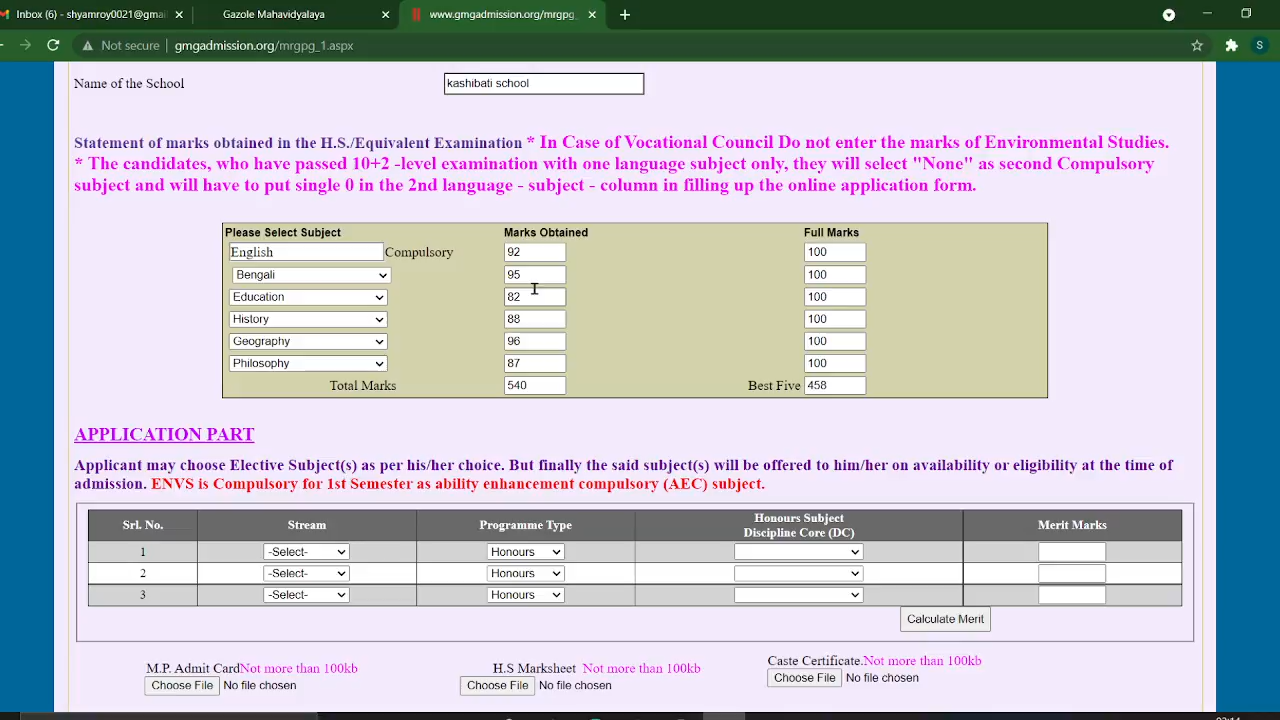 Inbox (6) - shyamroy0021@gmai
Gazole Mahavidyalaya
www.gmgadmission.org/mrgpg_
Not secure gmgadmission.org/mrgpg_1.aspx
S
Name of the School kashibati school
Statement of marks obtained in the H.S./Equivalent Examination * In Case of Vocational Council Do not enter the marks of Environmental Studies.
* The candidates, who have passed 10+2 -level examination with one language subject only, they will select "None" as second Compulsory
subject and will have to put single 0 in the 2nd language - subject - column in filling up the online application form.
Please Select Subject Marks Obtained Full Marks
English Compulsory 92 100
Bengali 95 100
Education 82 100
History 88 100
Geography 96 100
Philosophy 87 100
Total Marks 540 Best Five 458
APPLICATION PART
Applicant may choose Elective Subject(s) as per his/her choice. But finally the said subject(s) will be offered to him/her on availability or eligibility at the time of
admission. ENVS is Compulsory for 1st Semester as ability enhancement compulsory (AEC) subject.
Srl. No. Stream Programme Type Honours Subject Discipline Core (DC) Merit Marks
1 -Select- Honours
2 -Select- Honours
3 -Select- Honours
Calculate Merit
M.P. Admit CardNot more than 100kb H.S Marksheet Not more than 100kb Caste Certificate.Not more than 100kb
Choose File No file chosen Choose File No file chosen Choose File No file chosen